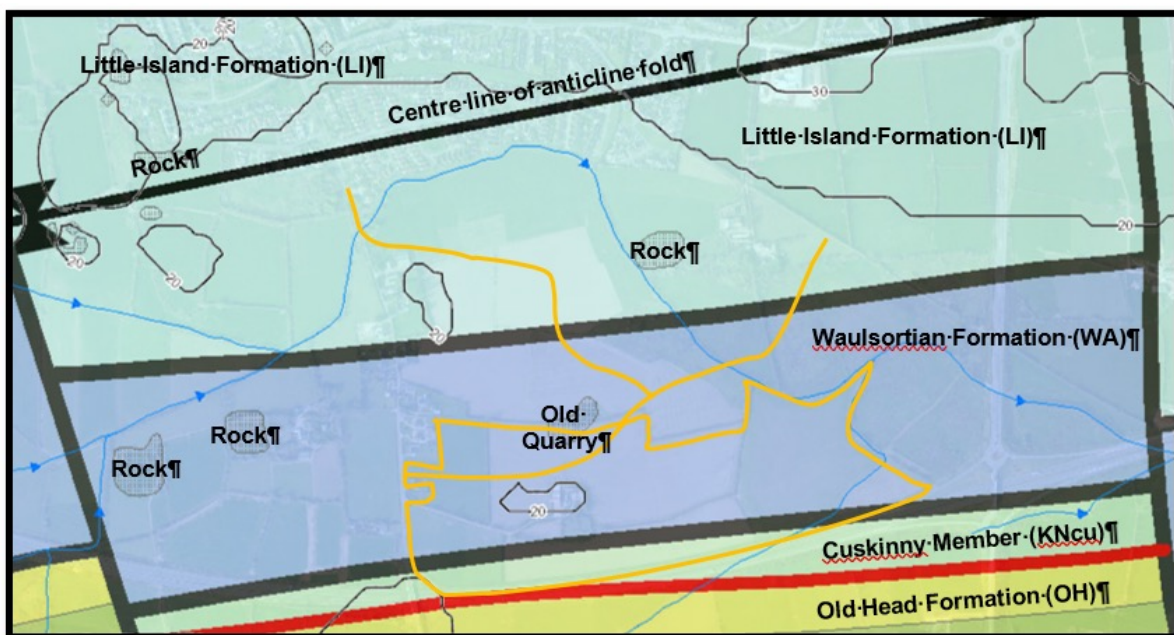 20
20
Little·Island·Formation·(LI)¶
Centre·line·of·anticline·fold¶
30
Little·Island·Formation·(LI)¶
Rock¶
20
20
20
Rock¶
20
Waulsortian·Formation·(WA)¶
Old·
Quarry¶
Rock¶
Rock¶
20
Cuskinny·Member·(KNcu)¶
Old·Head·Formation·(OH)¶